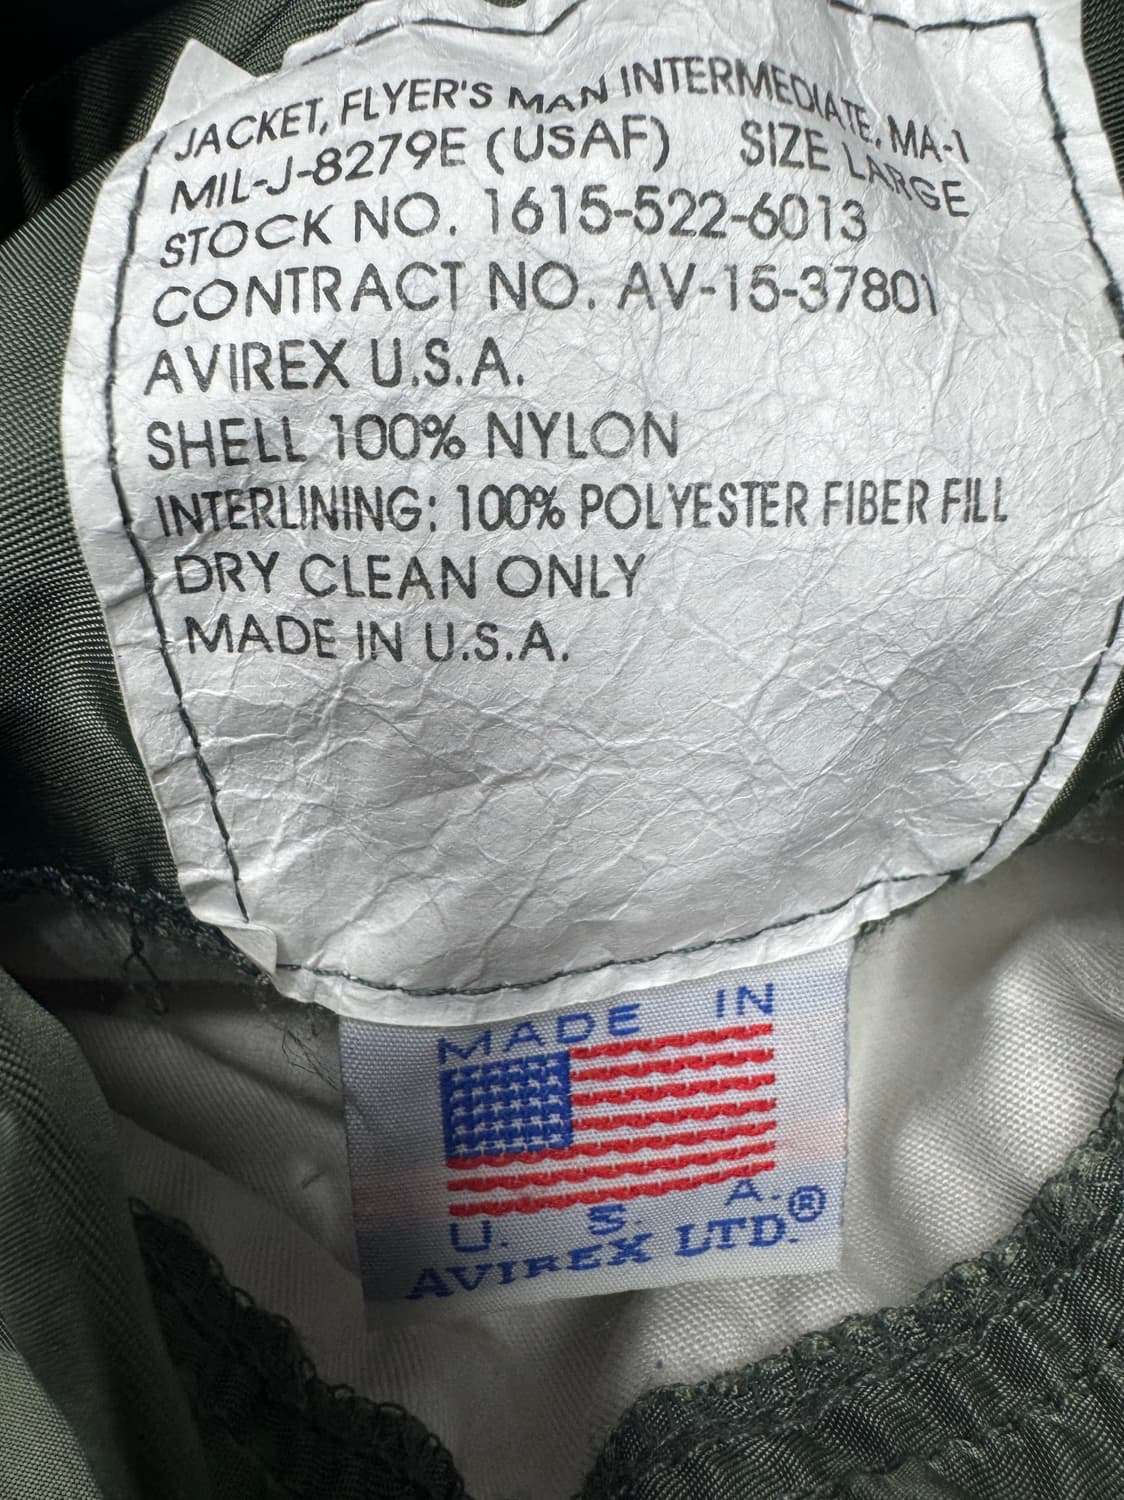 JACKET, FLYER'S MAN INTERMEDIATE, MA-1
MIL-J-8279E (USAF) SIZE LARGE
STOCK NO. 1615-522-6013
CONTRACT NO. AV-15-37801
AVIREX U.S.A.
SHELL 100% NYLON
INTERLINING: 100% POLYESTER FIBER FILL
DRY CLEAN ONLY
MADE IN U.S.A.
MADE IN
U. S. A.
AVIREX LTD.®